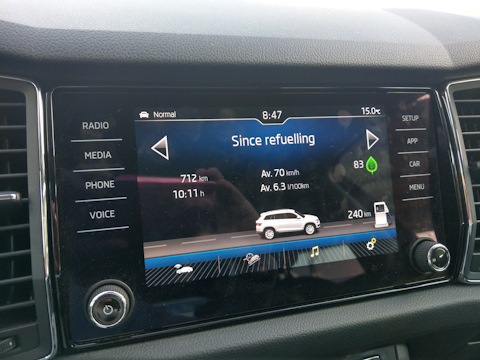 Normal
8:47
15.0°C
Since refuelling
RADIO
MEDIA
PHONE
VOICE
712 km
10:11 h
Av. 70 km/h
Av. 6.3 l/100km
83
240 km
SETUP
APP
CAR
MENU